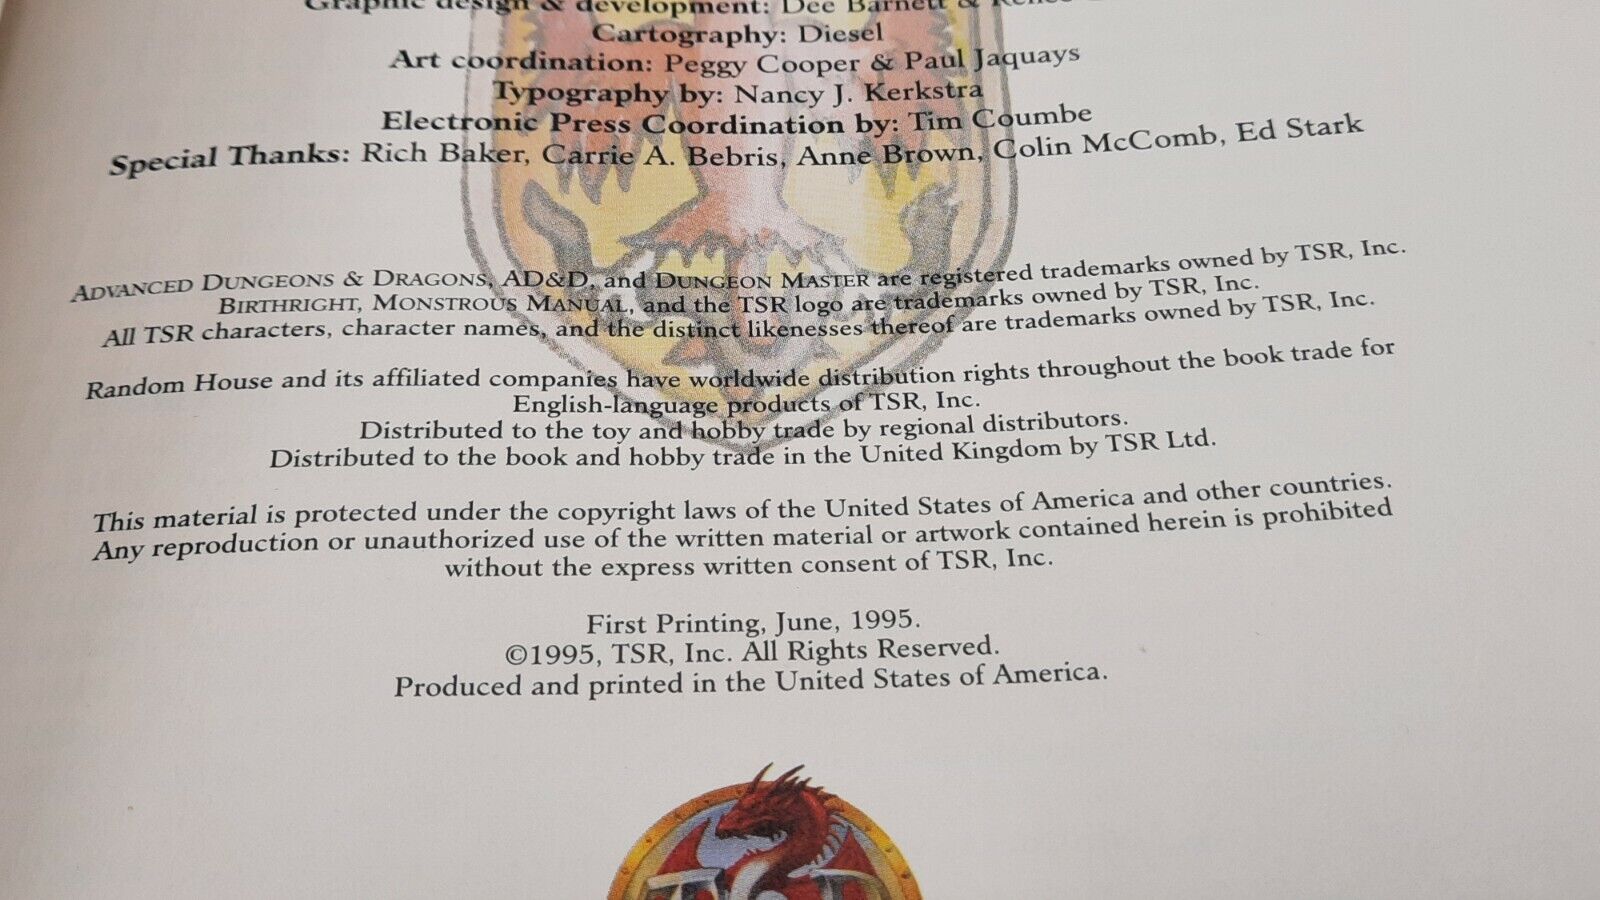 Graphic design & development: Dee Barnett &
Cartography: Diesel
Art coordination: Peggy Cooper & Paul Jaquays
Typography by: Nancy J. Kerkstra
Electronic Press Coordination by: Tim Coumbe
Special Thanks: Rich Baker, Carrie A. Bebris, Anne Brown, Colin McComb, Ed Stark
ADVANCED DUNGEONS & DRAGONS, AD&D, and DUNGEON MASTER are registered trademarks owned by TSR, Inc.
BIRTHRIGHT, MONSTROUS MANUAL, and the TSR logo are trademarks owned by TSR, Inc.
All TSR characters, character names, and the distinct likenesses thereof are trademarks owned by TSR, Inc.
Random House and its affiliated companies have worldwide distribution rights throughout the book trade for
English-language products of TSR, Inc.
Distributed to the toy and hobby trade by regional distributors.
Distributed to the book and hobby trade in the United Kingdom by TSR Ltd.
This material is protected under the copyright laws of the United States of America and other countries.
Any reproduction or unauthorized use of the written material or artwork contained herein is prohibited
without the express written consent of TSR, Inc.
First Printing, June, 1995.
©1995, TSR, Inc. All Rights Reserved.
Produced and printed in the United States of America.